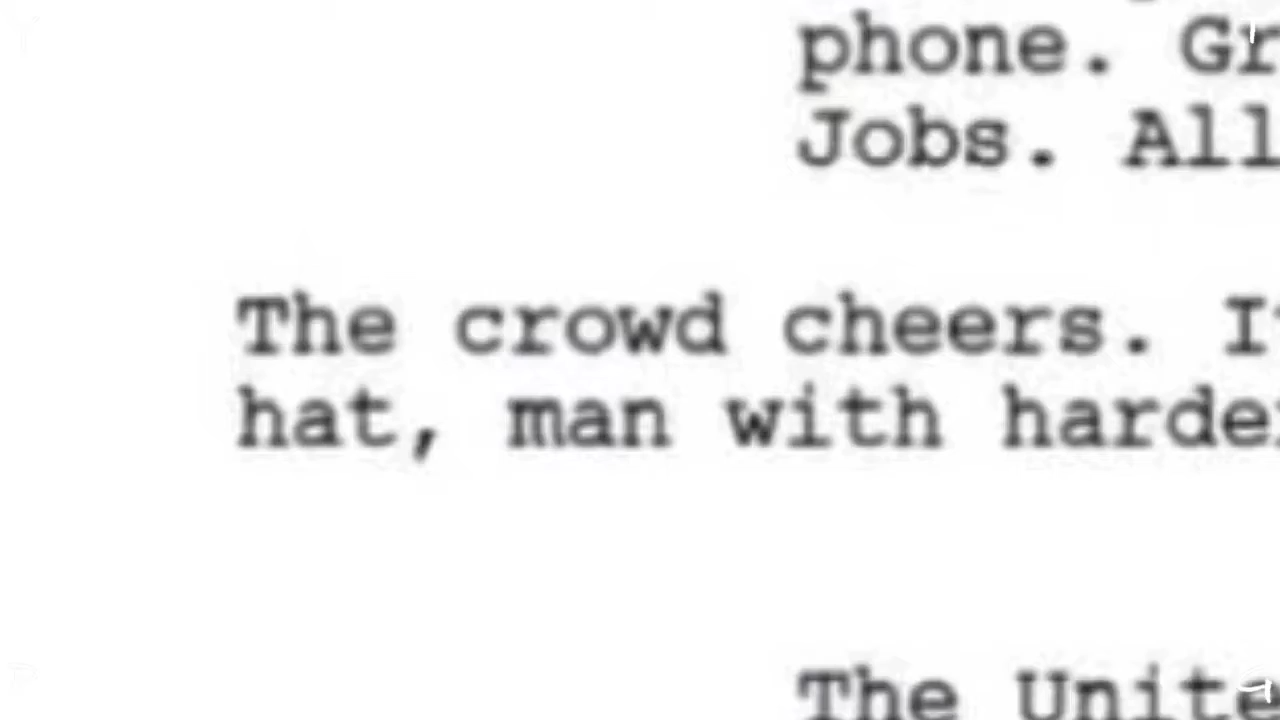 phone. Gr
Jobs. All
The crowd cheers. I
hat, man with harde
The Unite